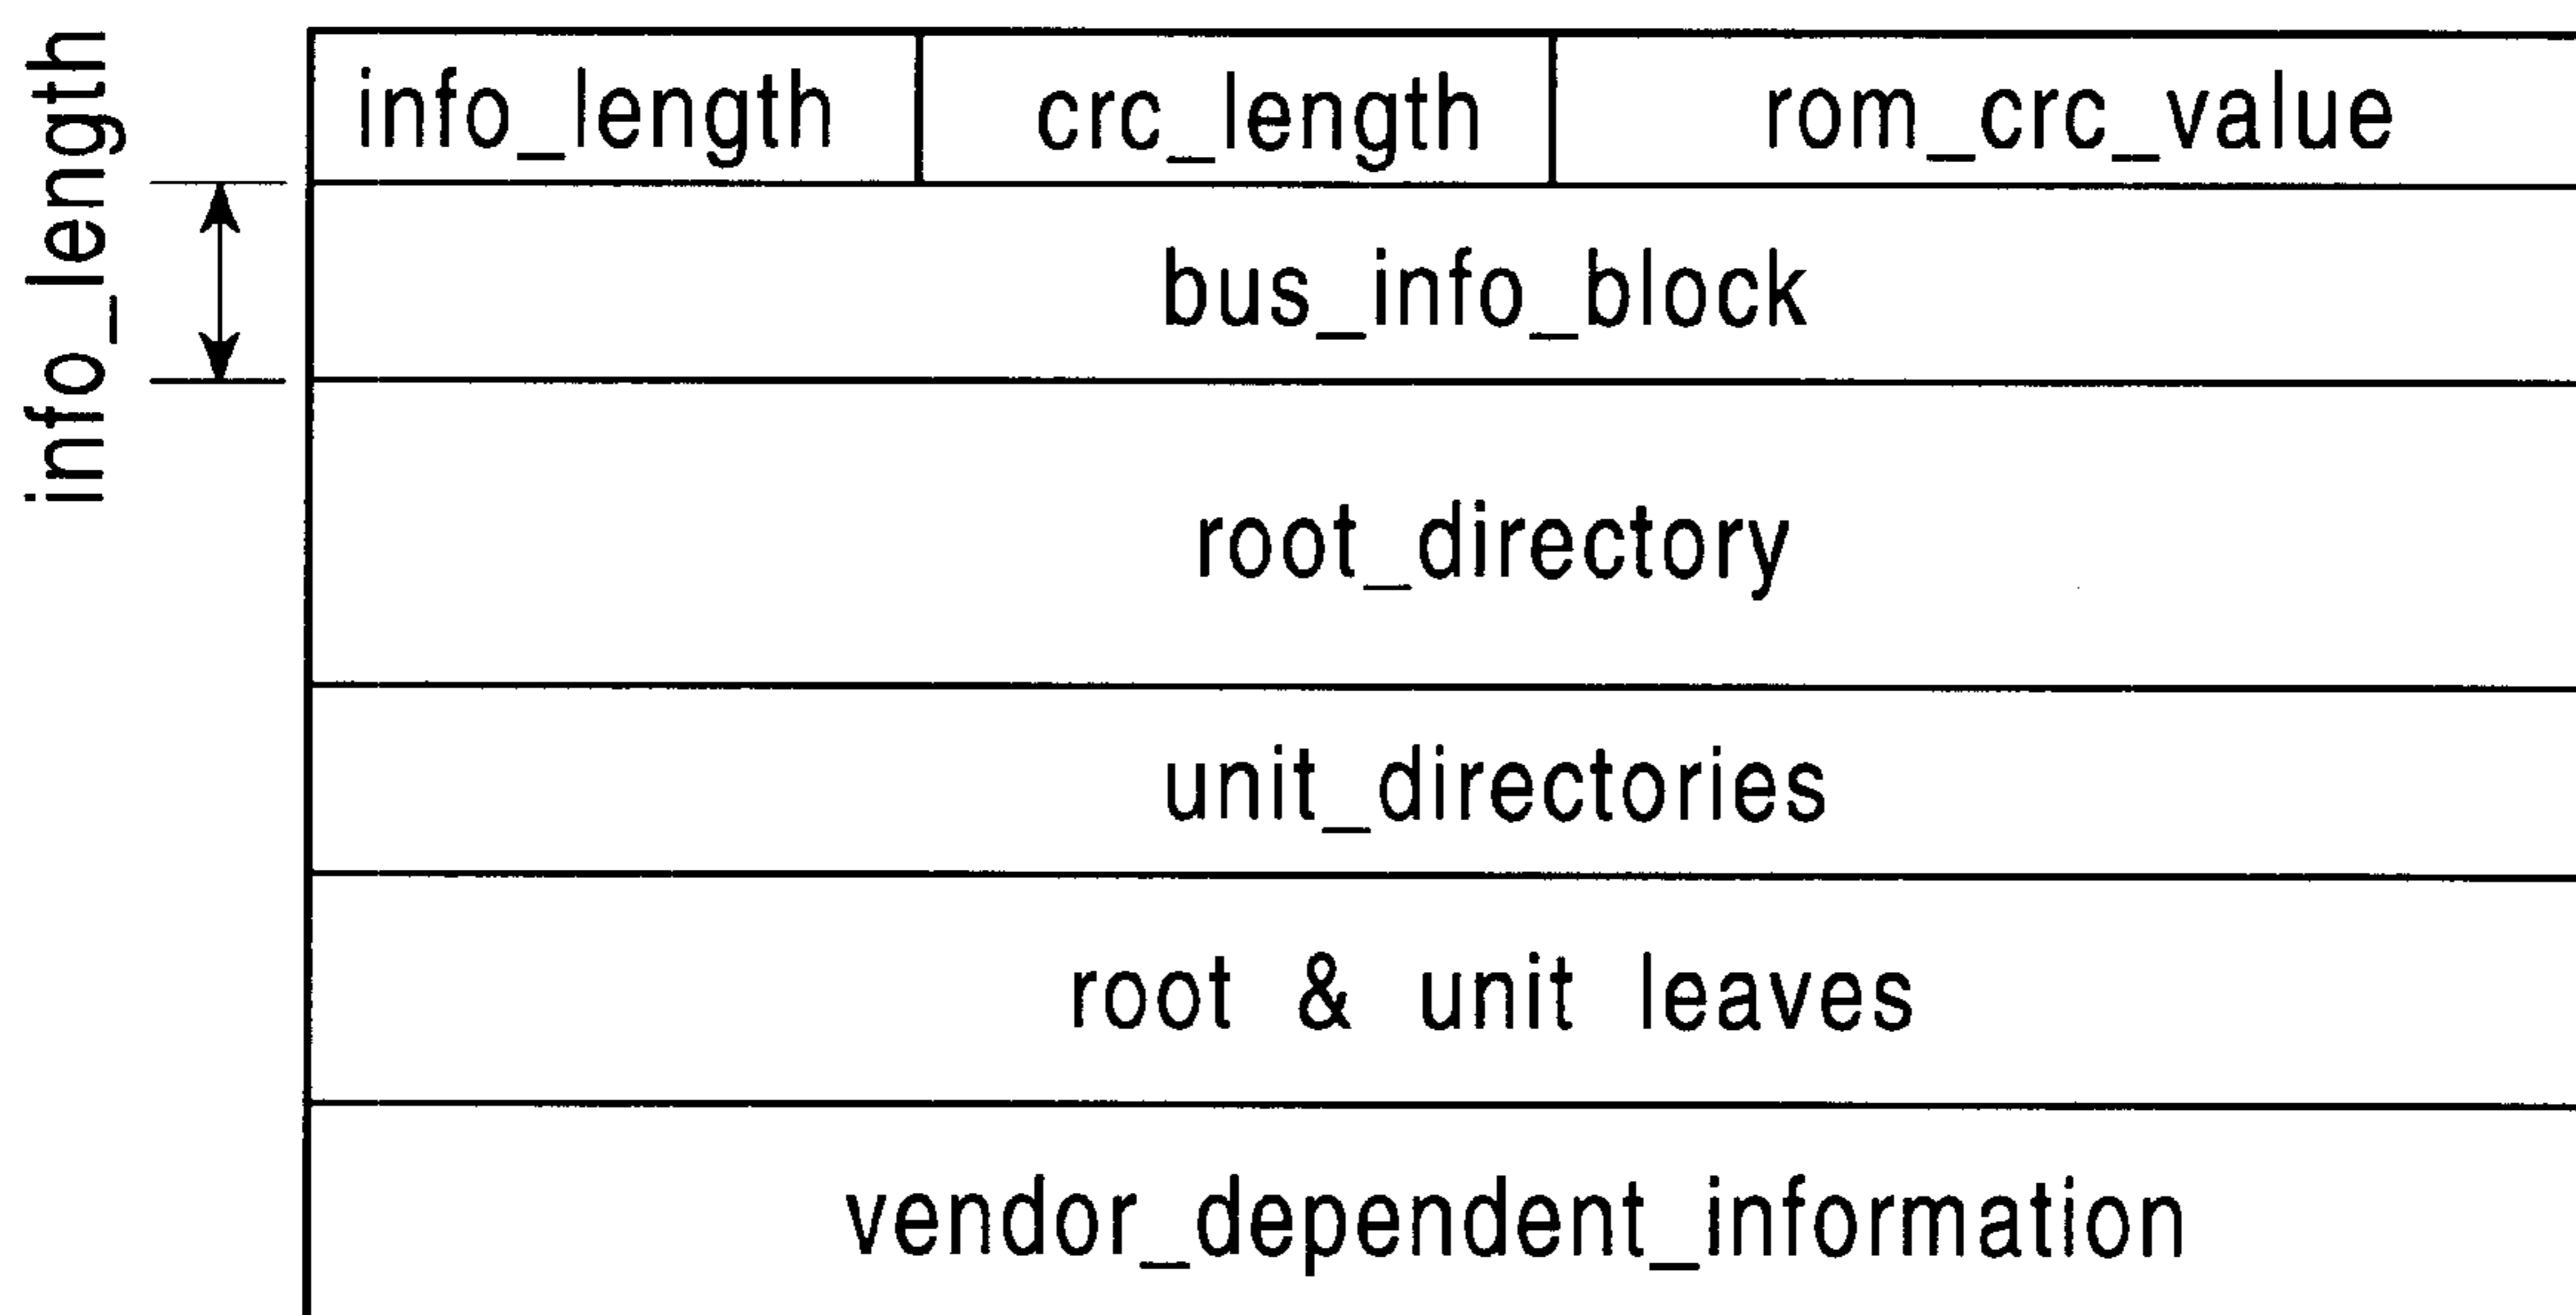 info_length
info_length crc_length rom_crc_value
bus_info_block
root_directory
unit_directories
root & unit leaves
vendor_dependent_information